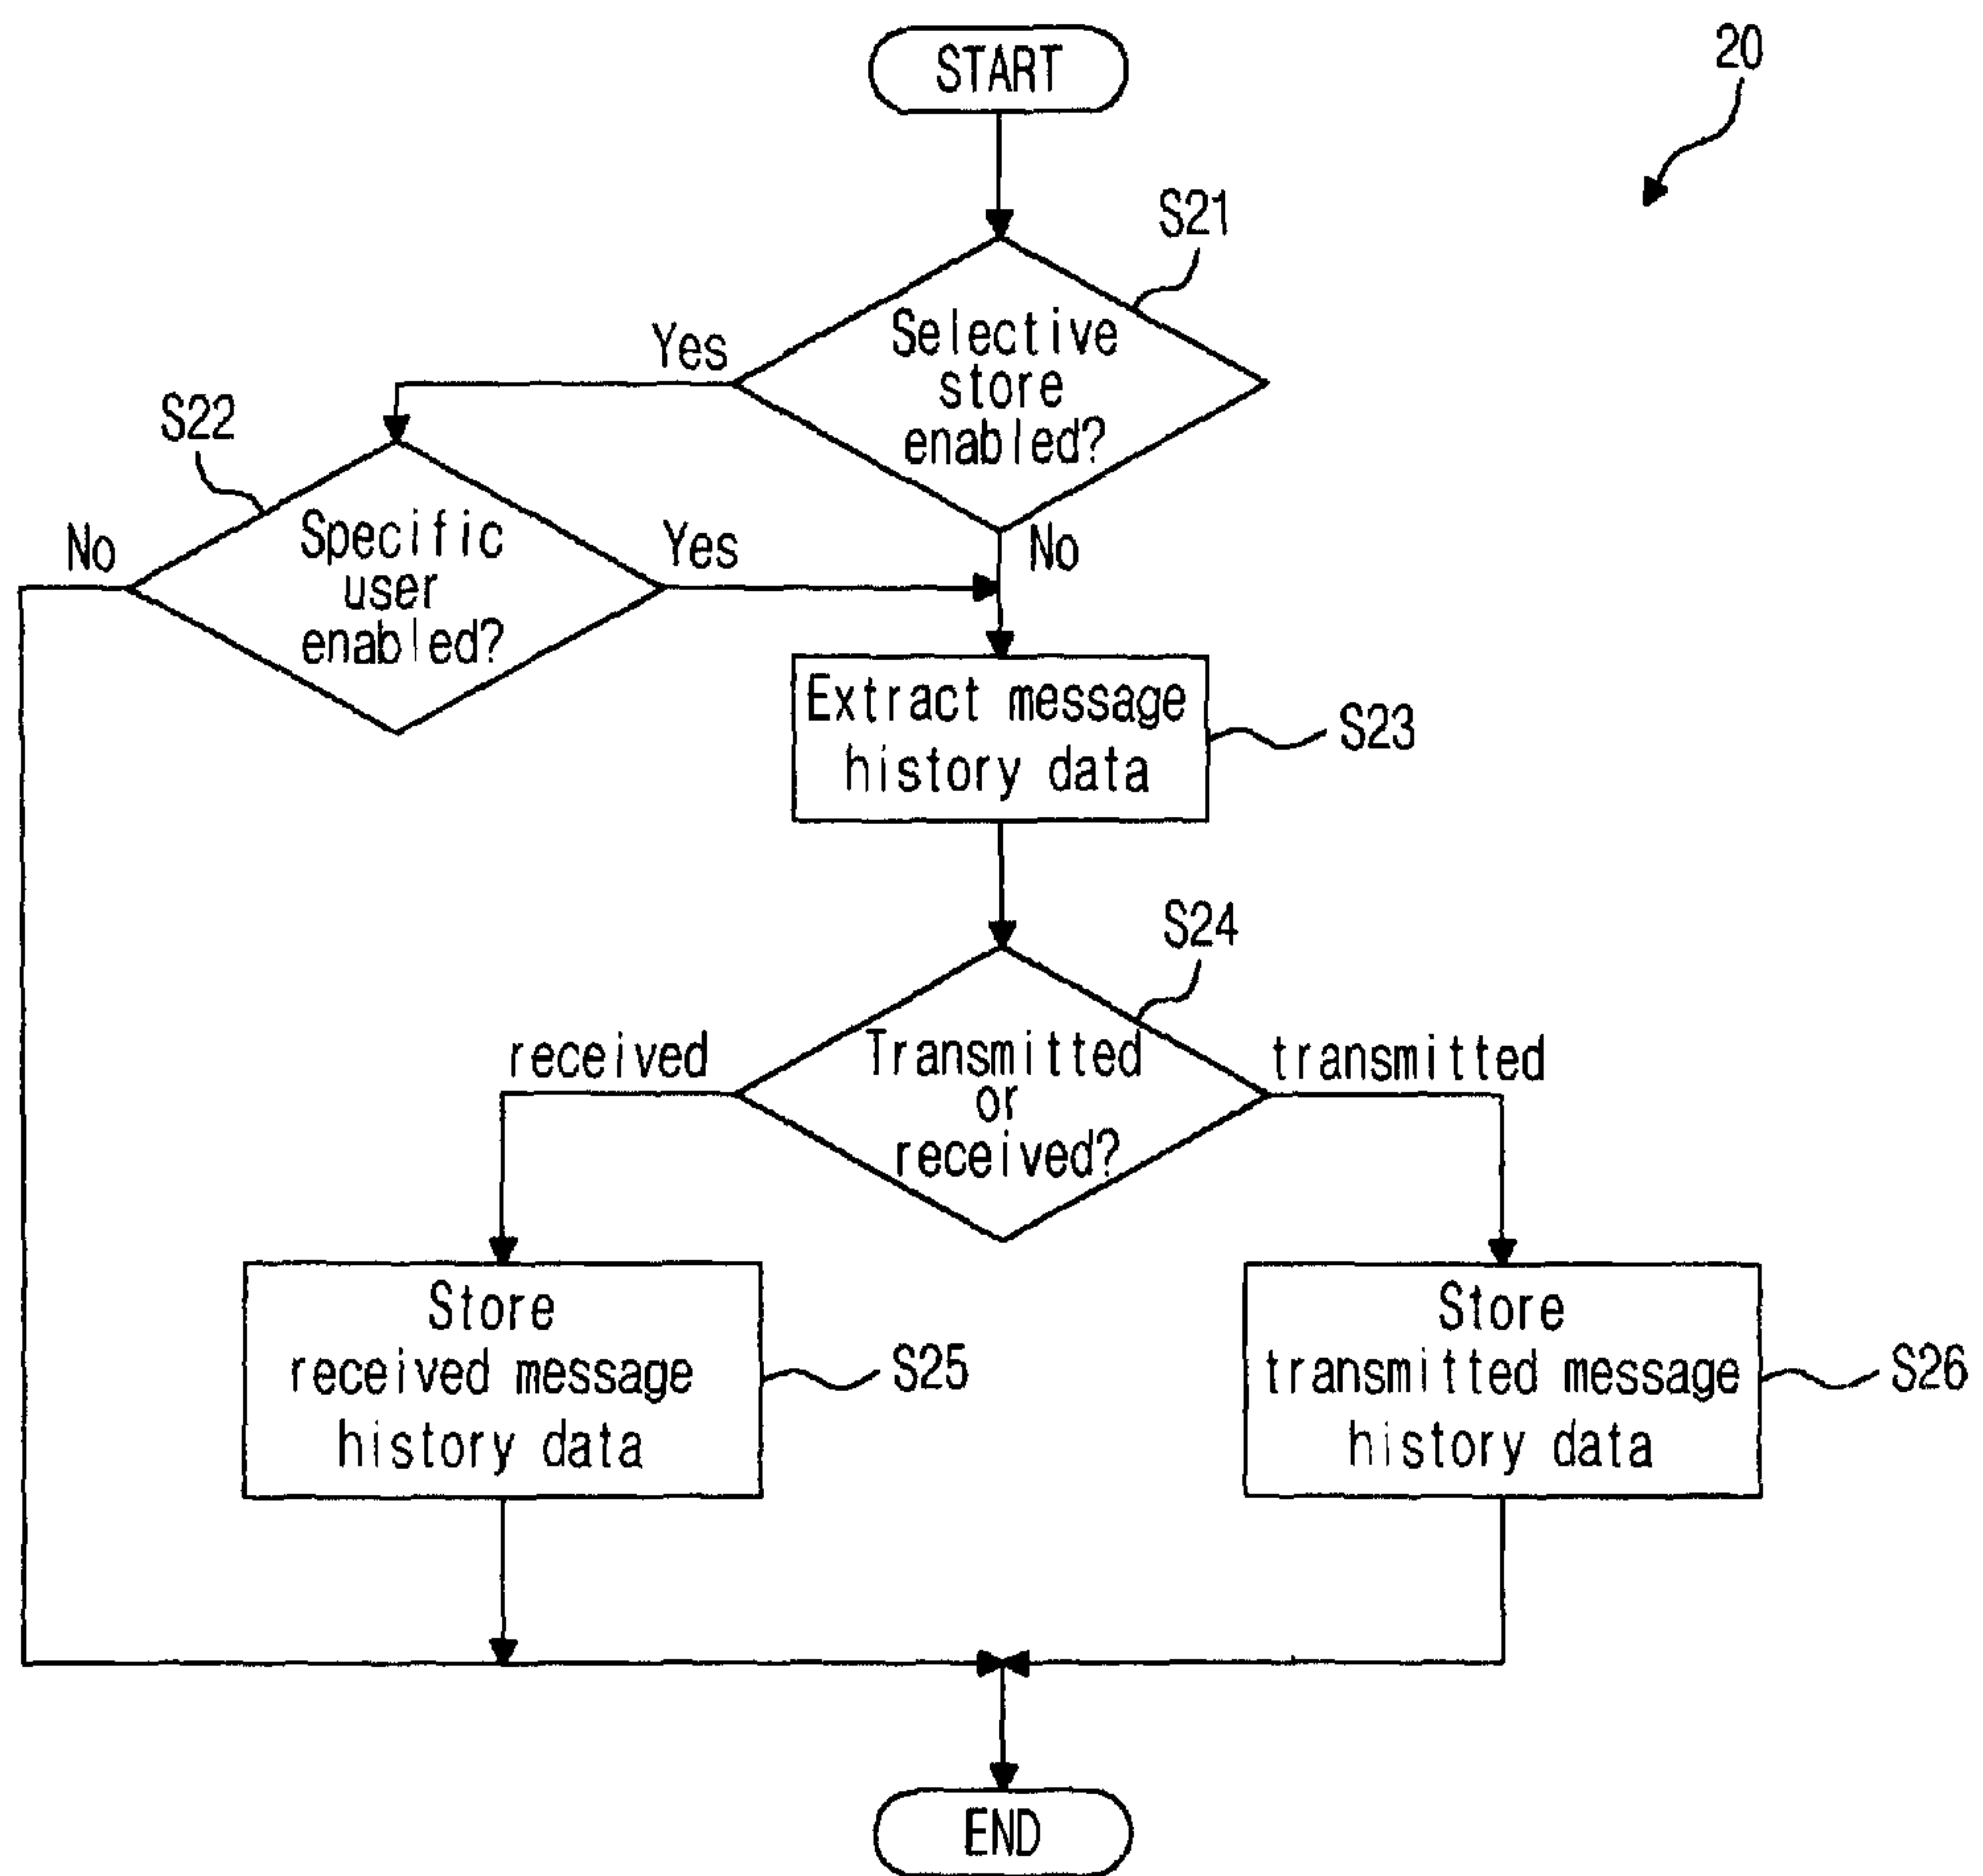 START
20
S21
Selective
store
enabled?
Yes
No
S22
Specific
user
enabled?
No
Yes
Extract message
history data
S23
S24
Transmitted
or
received?
received
transmitted
Store
received message
history data
S25
Store
transmitted message
history data
S26
END